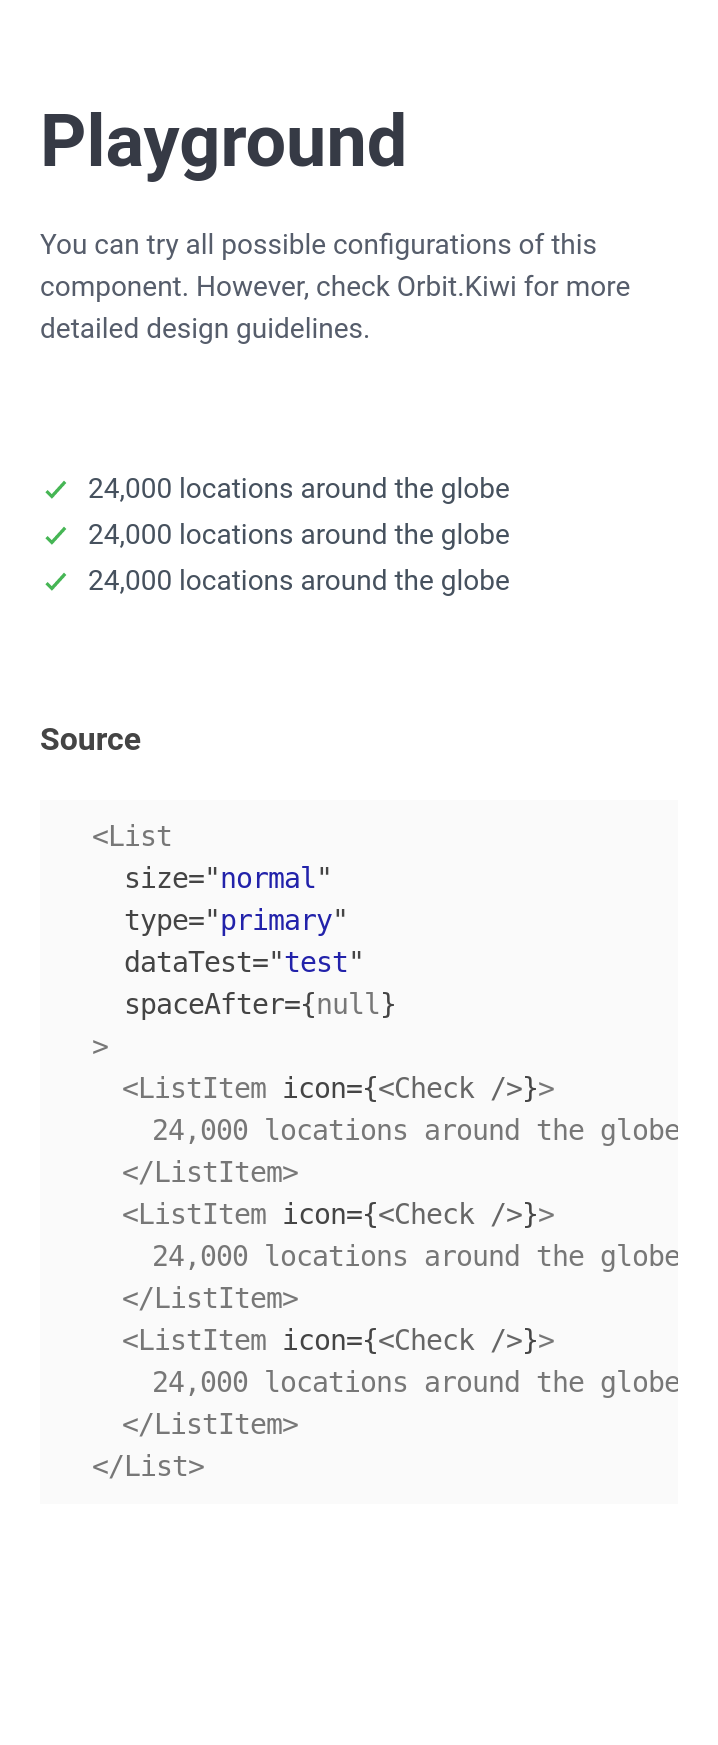 Playground
You can try all possible configurations of this
component. However, check Orbit.Kiwi for more
detailed design guidelines.
24,000 locations around the globe
24,000 locations around the globe
24,000 locations around the globe
Source
<List
size="normal"
type="primary"
dataTest="test"
spaceAfter={null}
>
<ListItem icon={<Check />}>
24,000 locations around the globe
</ListItem>
<ListItem icon={<Check />}>
24,000 locations around the globe
</ListItem>
<ListItem icon={<Check />}>
24,000 locations around the globe
</ListItem>
</List>